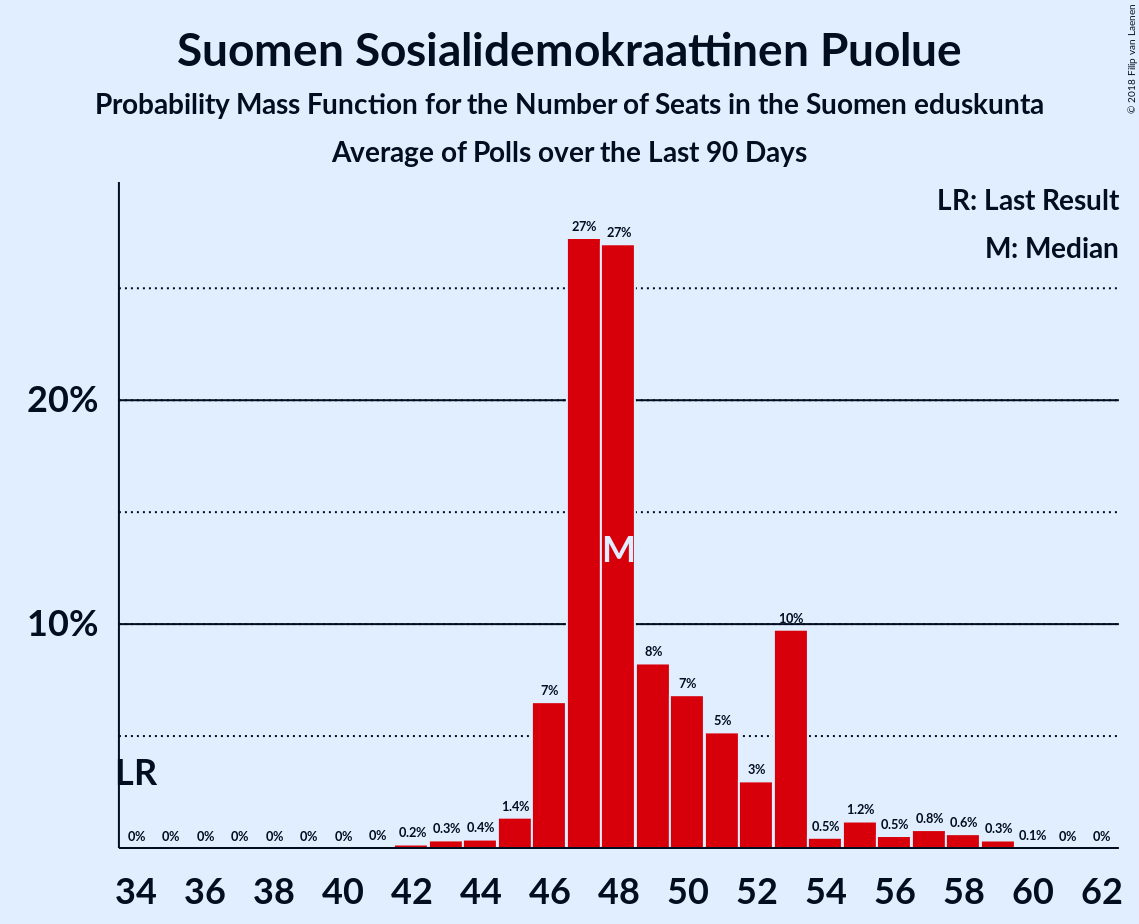 Suomen Sosialidemokraattinen Puolue
Probability Mass Function for the Number of Seats in the Suomen eduskunta
Average of Polls over the Last 90 Days
© 2018 Filip van Laenen
LR: Last Result
M: Median
27% 27%
20%
M
10%
10%
8%
7% 7%
5%
3%
LR
1.4% 1.2%
0% 0% 0% 0% 0% 0% 0% 0% 0.2% 0.3% 0.4% 0.5% 0.5% 0.8% 0.6% 0.3% 0.1% 0% 0%
34 36 38 40 42 44 46 48 50 52 54 56 58 60 62